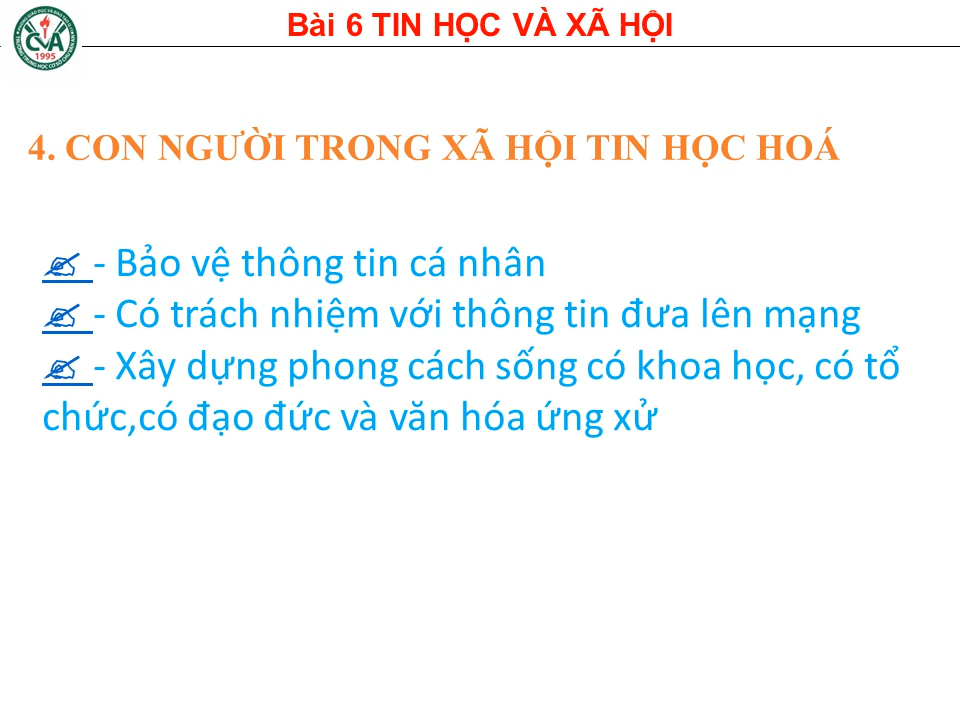 Bài 6 TIN HỌC VÀ XÃ HỘI
CVA
1995
4. CON NGƯỜI TRONG XÃ HỘI TIN HỌC HOÁ
- Bảo vệ thông tin cá nhân
- Có trách nhiệm với thông tin đưa lên mạng
- Xây dựng phong cách sống có khoa học, có tổ
chức,có đạo đức và văn hóa ứng xử